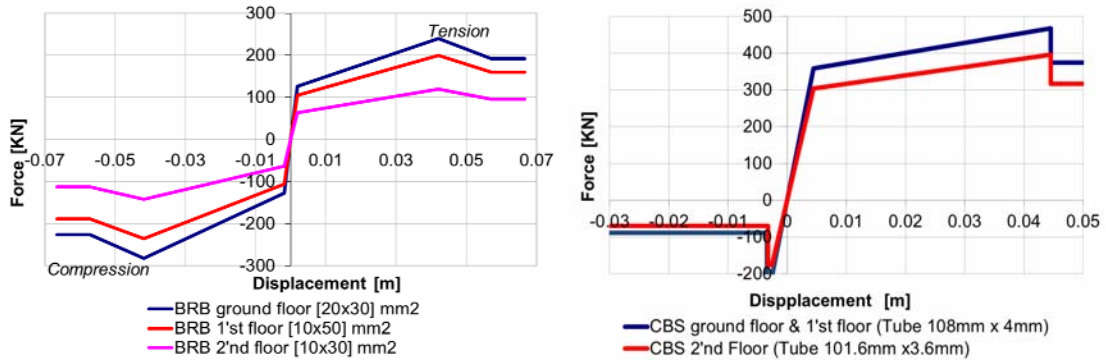 300
200
100
0
-100
-200
-300
-0.07 -0.05 -0.03 -0.01 0.01 0.03 0.05 0.07
Force [KN]
Tension
Compression
Displacement [m]
BRB ground floor [20x30] mm2
BRB 1'st floor [10x50] mm2
BRB 2'nd floor [10x30] mm2
500
400
300
200
100
0
-100
-200
-0.03 -0.02 -0.01 0 0.01 0.02 0.03 0.04 0.05
Force [KN]
Dispplacement [m]
CBS ground floor & 1'st floor (Tube 108mm x 4mm)
CBS 2'nd Floor (Tube 101.6mm x3.6mm)